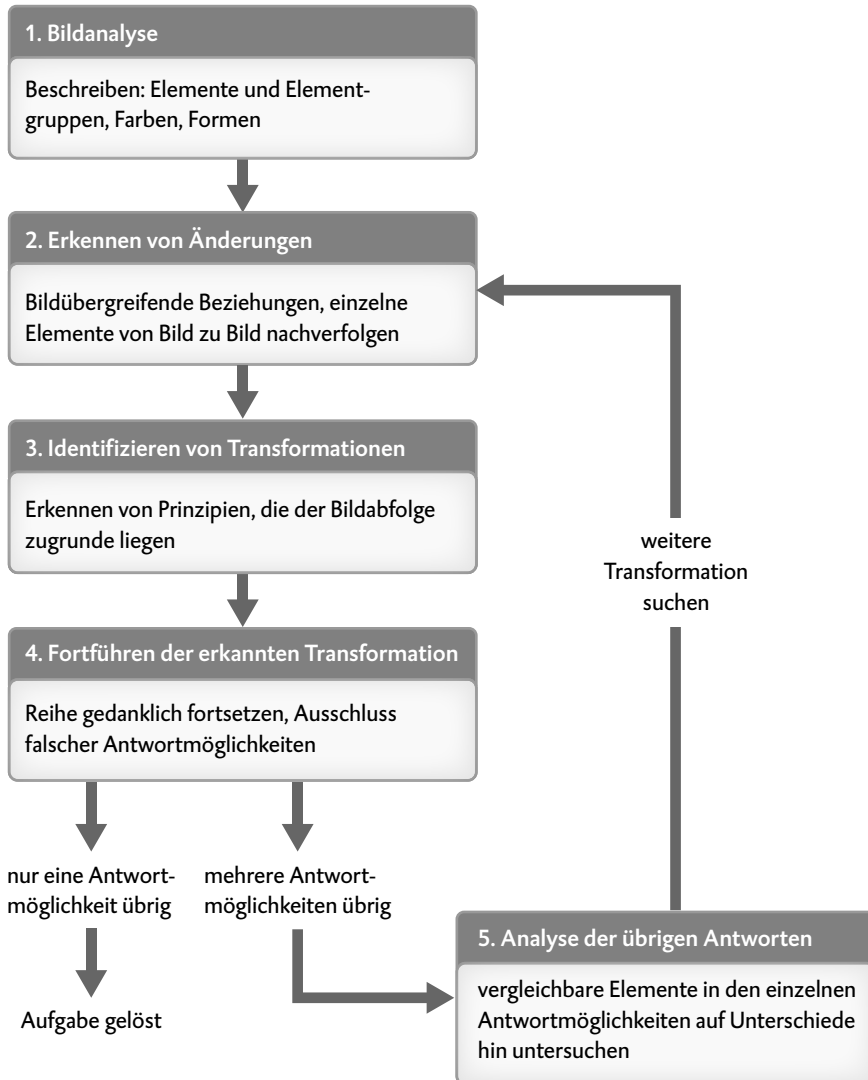 1. Bildanalyse
Beschreiben: Elemente und Element-
gruppen, Farben, Formen
2. Erkennen von Änderungen
Bildübergreifende Beziehungen, einzelne
Elemente von Bild zu Bild nachverfolgen
3. Identifizieren von Transformationen
Erkennen von Prinzipien, die der Bildabfolge
zugrunde liegen
weitere
Transformation
suchen
4. Fortführen der erkannten Transformation
Reihe gedanklich fortsetzen, Ausschluss
falscher Antwortmöglichkeiten
nur eine Antwort-
möglichkeit übrig
mehrere Antwort-
möglichkeiten übrig
Aufgabe gelöst
5. Analyse der übrigen Antworten
vergleichbare Elemente in den einzelnen
Antwortmöglichkeiten auf Unterschiede
hin untersuchen